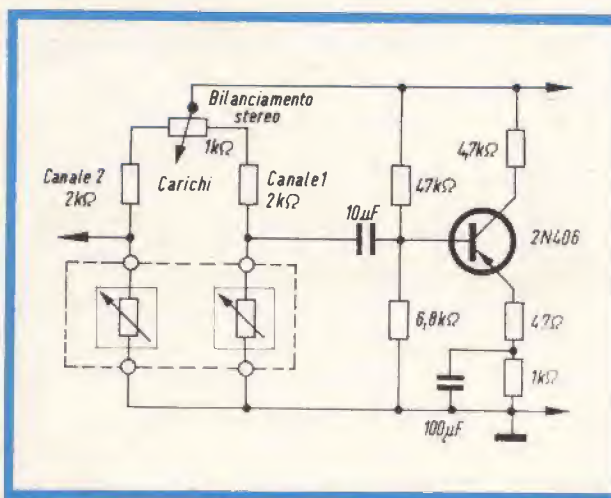 Bilanciamento
stereo
1kΩ
4,7kΩ
Canale 2
2kΩ
Carichi
Canale 1
2kΩ
47kΩ
10µF
2N406
6,8kΩ
47Ω
1kΩ
100µF